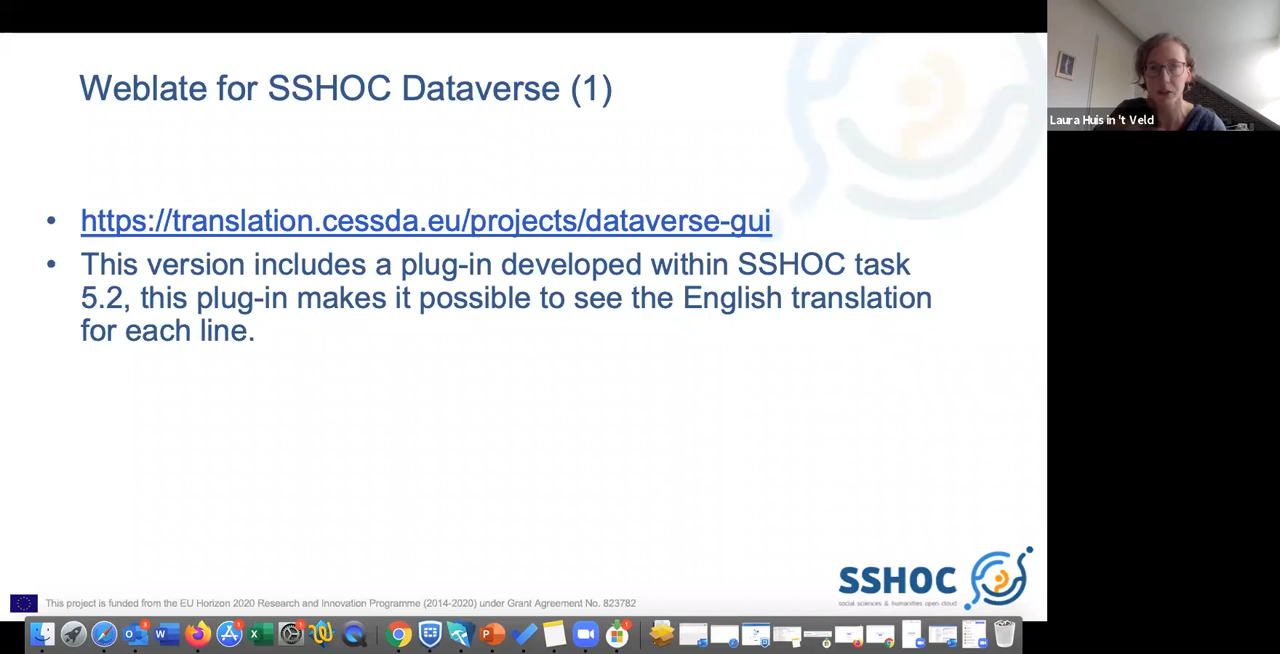 Weblate for SSHOC Dataverse (1)
Laura Huis in 't Veld
• https://translation.cessda.eu/projects/dataverse-gui
• This version includes a plug-in developed within SSHOC task
5.2, this plug-in makes it possible to see the English translation
for each line.
SSHOC
social sciences & humanities open cloud
This project is funded from the EU Horizon 2020 Research and Innovation Programme (2014-2020) under Grant Agreement No. 823782